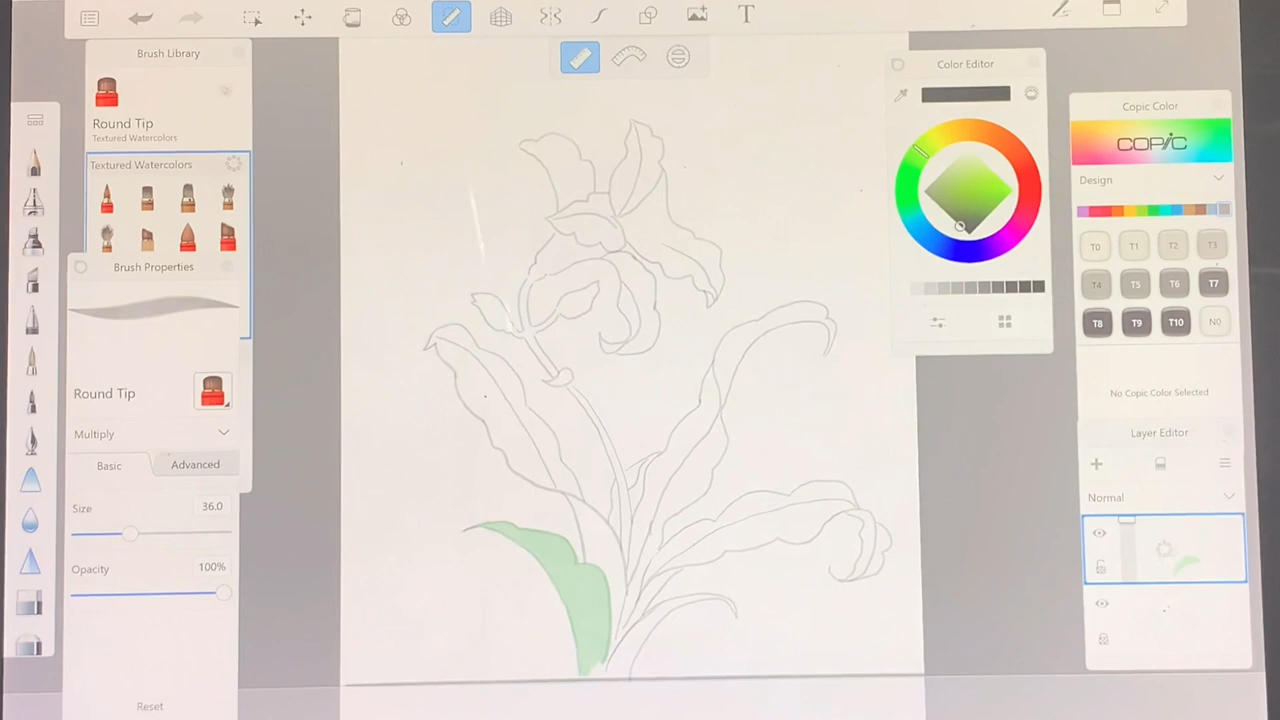 T
Brush Library
Round Tip
Textured Watercolors
Textured Watercolors
Brush Properties
Round Tip
Multiply
Basic
Advanced
Size
36.0
Opacity
100%
Reset
Color Editor
Copic Color
COPIC
Design
T0
T1
T2
T3
T4
T5
T6
T7
T8
T9
T10
N0
No Copic Color Selected
Layer Editor
Normal